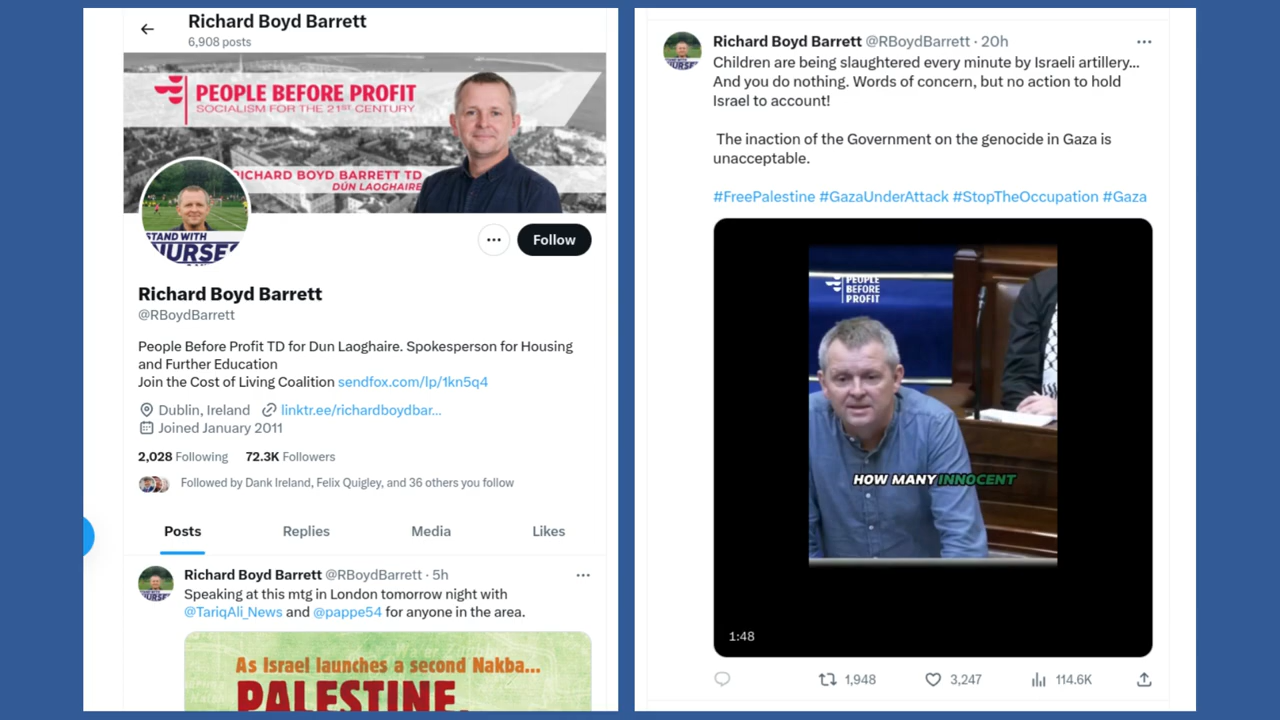 Richard Boyd Barrett
6,908 posts
PEOPLE BEFORE PROFIT
SOCIALISM FOR THE 21ST CENTURY
RICHARD BOYD BARRETT TD
DÚN LAOGHAIRE
STAND WITH
NURSES
Follow
Richard Boyd Barrett
@RBoydBarrett
People Before Profit TD for Dun Laoghaire. Spokesperson for Housing
and Further Education
Join the Cost of Living Coalition sendfox.com/lp/1kn5q4
Dublin, Ireland linktr.ee/richardboydbar...
Joined January 2011
2,028 Following 72.3K Followers
Followed by Dank Ireland, Felix Quigley, and 36 others you follow
Posts Replies Media Likes
Richard Boyd Barrett @RBoydBarrett · 5h
Speaking at this mtg in London tomorrow night with
@TariqAli_News and @pappe54 for anyone in the area.
As Israel launches a second Nakba...
PALESTINE,
Richard Boyd Barrett @RBoydBarrett · 20h
Children are being slaughtered every minute by Israeli artillery...
And you do nothing. Words of concern, but no action to hold
Israel to account!
The inaction of the Government on the genocide in Gaza is
unacceptable.
#FreePalestine #GazaUnderAttack #StopTheOccupation #Gaza
PEOPLE
BEFORE
PROFIT
HOW MANY INNOCENT
1:48
1,948 3,247 114.6K